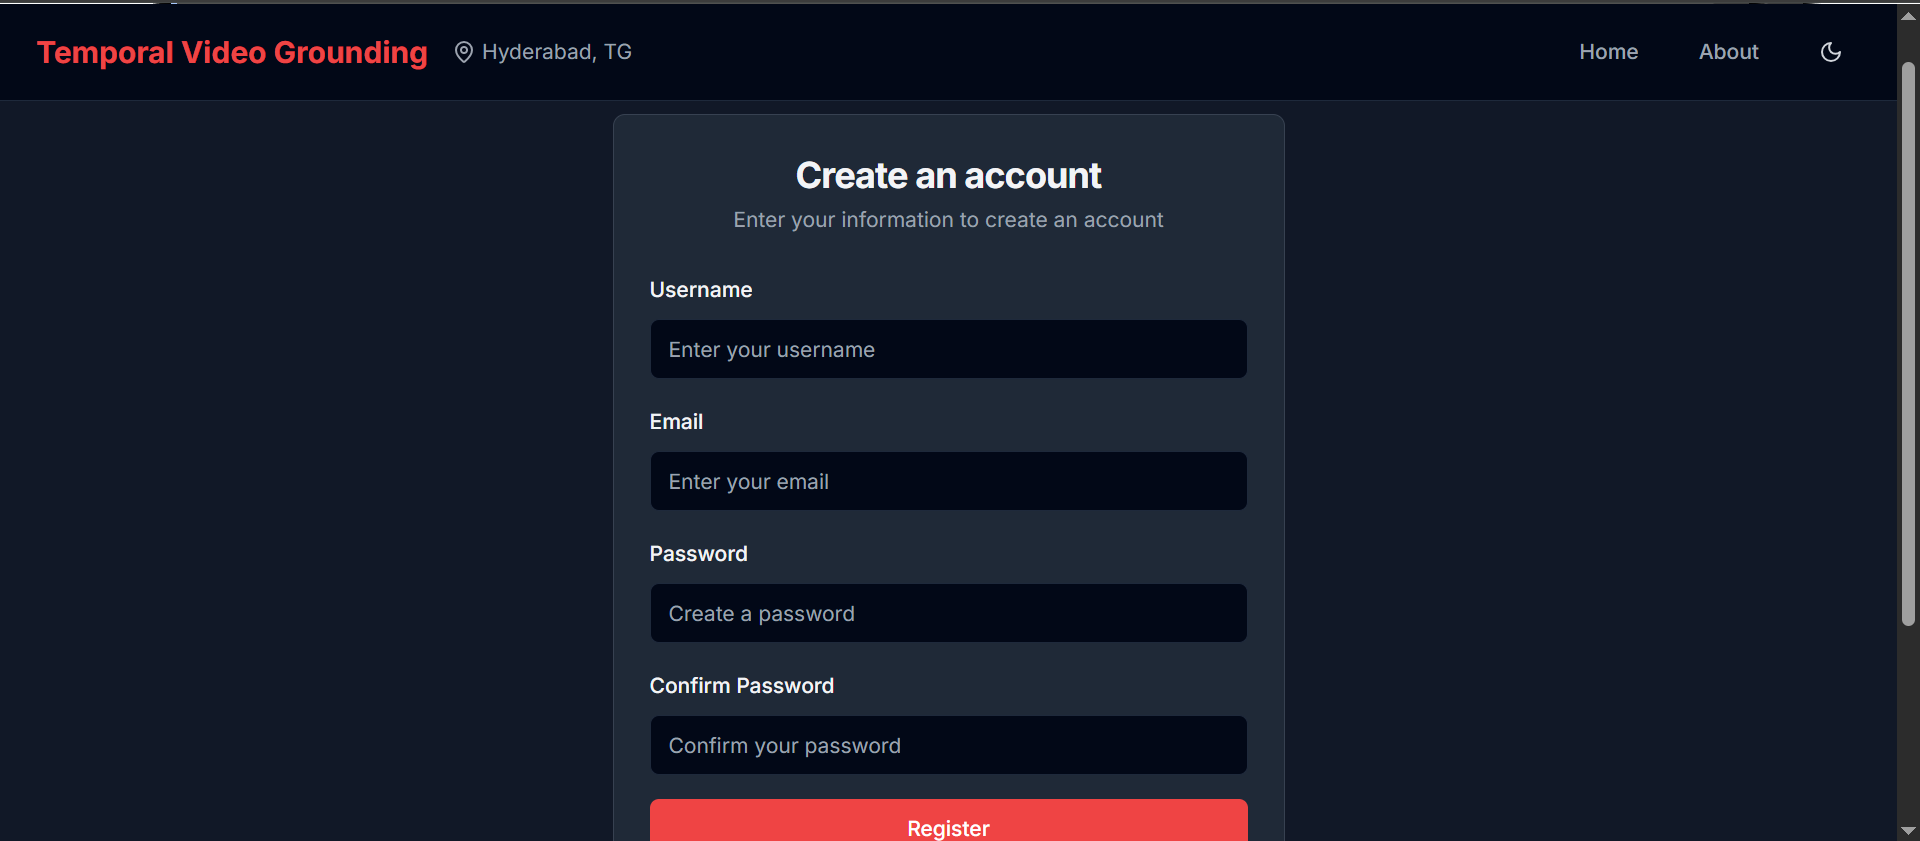 Temporal Video Grounding
Hyderabad, TG
Home
About
Create an account
Enter your information to create an account
Username
Enter your username
Email
Enter your email
Password
Create a password
Confirm Password
Confirm your password
Register